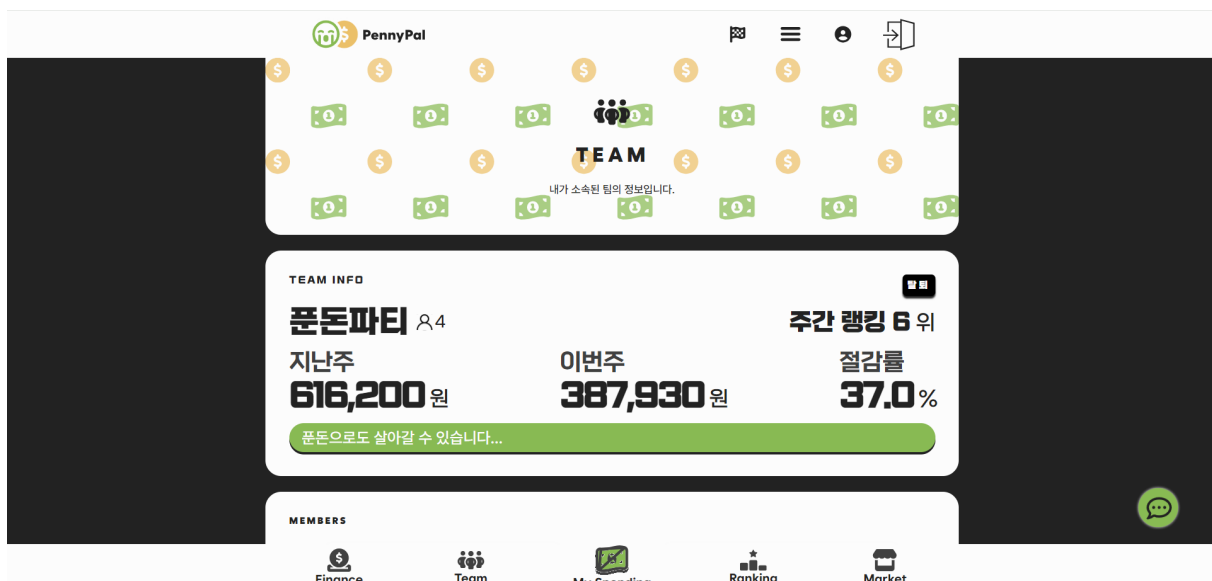 PennyPal
TEAM
내가 소속된 팀의 정보입니다.
TEAM INFO
탈퇴
푼돈파티 4
주간 랭킹 6 위
지난주
이번주
절감률
616,200 원
387,930 원
37.0 %
푼돈으로도 살아갈 수 있습니다...
MEMBERS
Finance
Team
My Spending
Ranking
Market